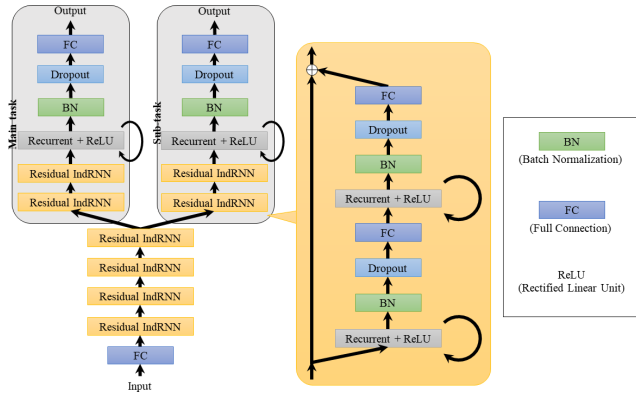 Output
FC
Dropout
BN
Recurrent + ReLU
Residual IndRNN
Residual IndRNN
Main task
Output
FC
Dropout
BN
Recurrent + ReLU
Residual IndRNN
Residual IndRNN
Sub task
Residual IndRNN
Residual IndRNN
Residual IndRNN
Residual IndRNN
FC
Input
FC
Dropout
BN
Recurrent + ReLU
FC
Dropout
BN
Recurrent + ReLU
BN
(Batch Normalization)
FC
(Full Connection)
ReLU
(Rectified Linear Unit)